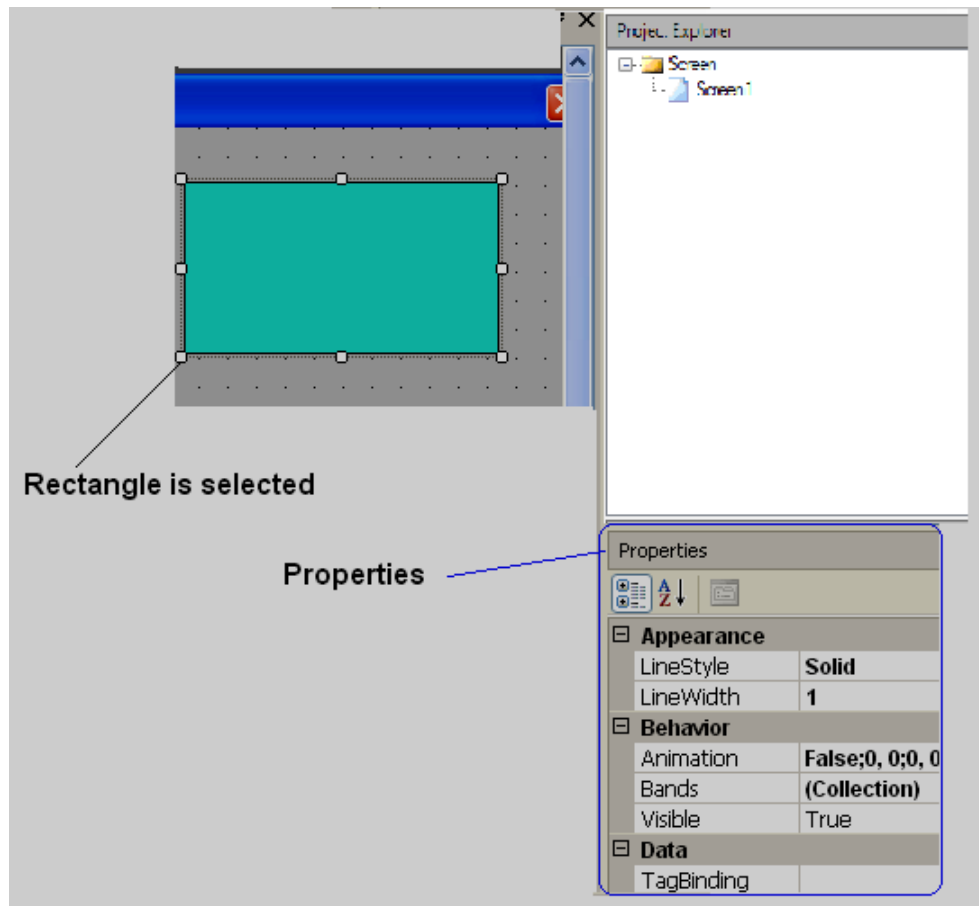 Project Explorer
Screen
Screen1
Rectangle is selected
Properties
Properties
Appearance
LineStyle Solid
LineWidth 1
Behavior
Animation False;0, 0;0, 0
Bands (Collection)
Visible True
Data
TagBinding